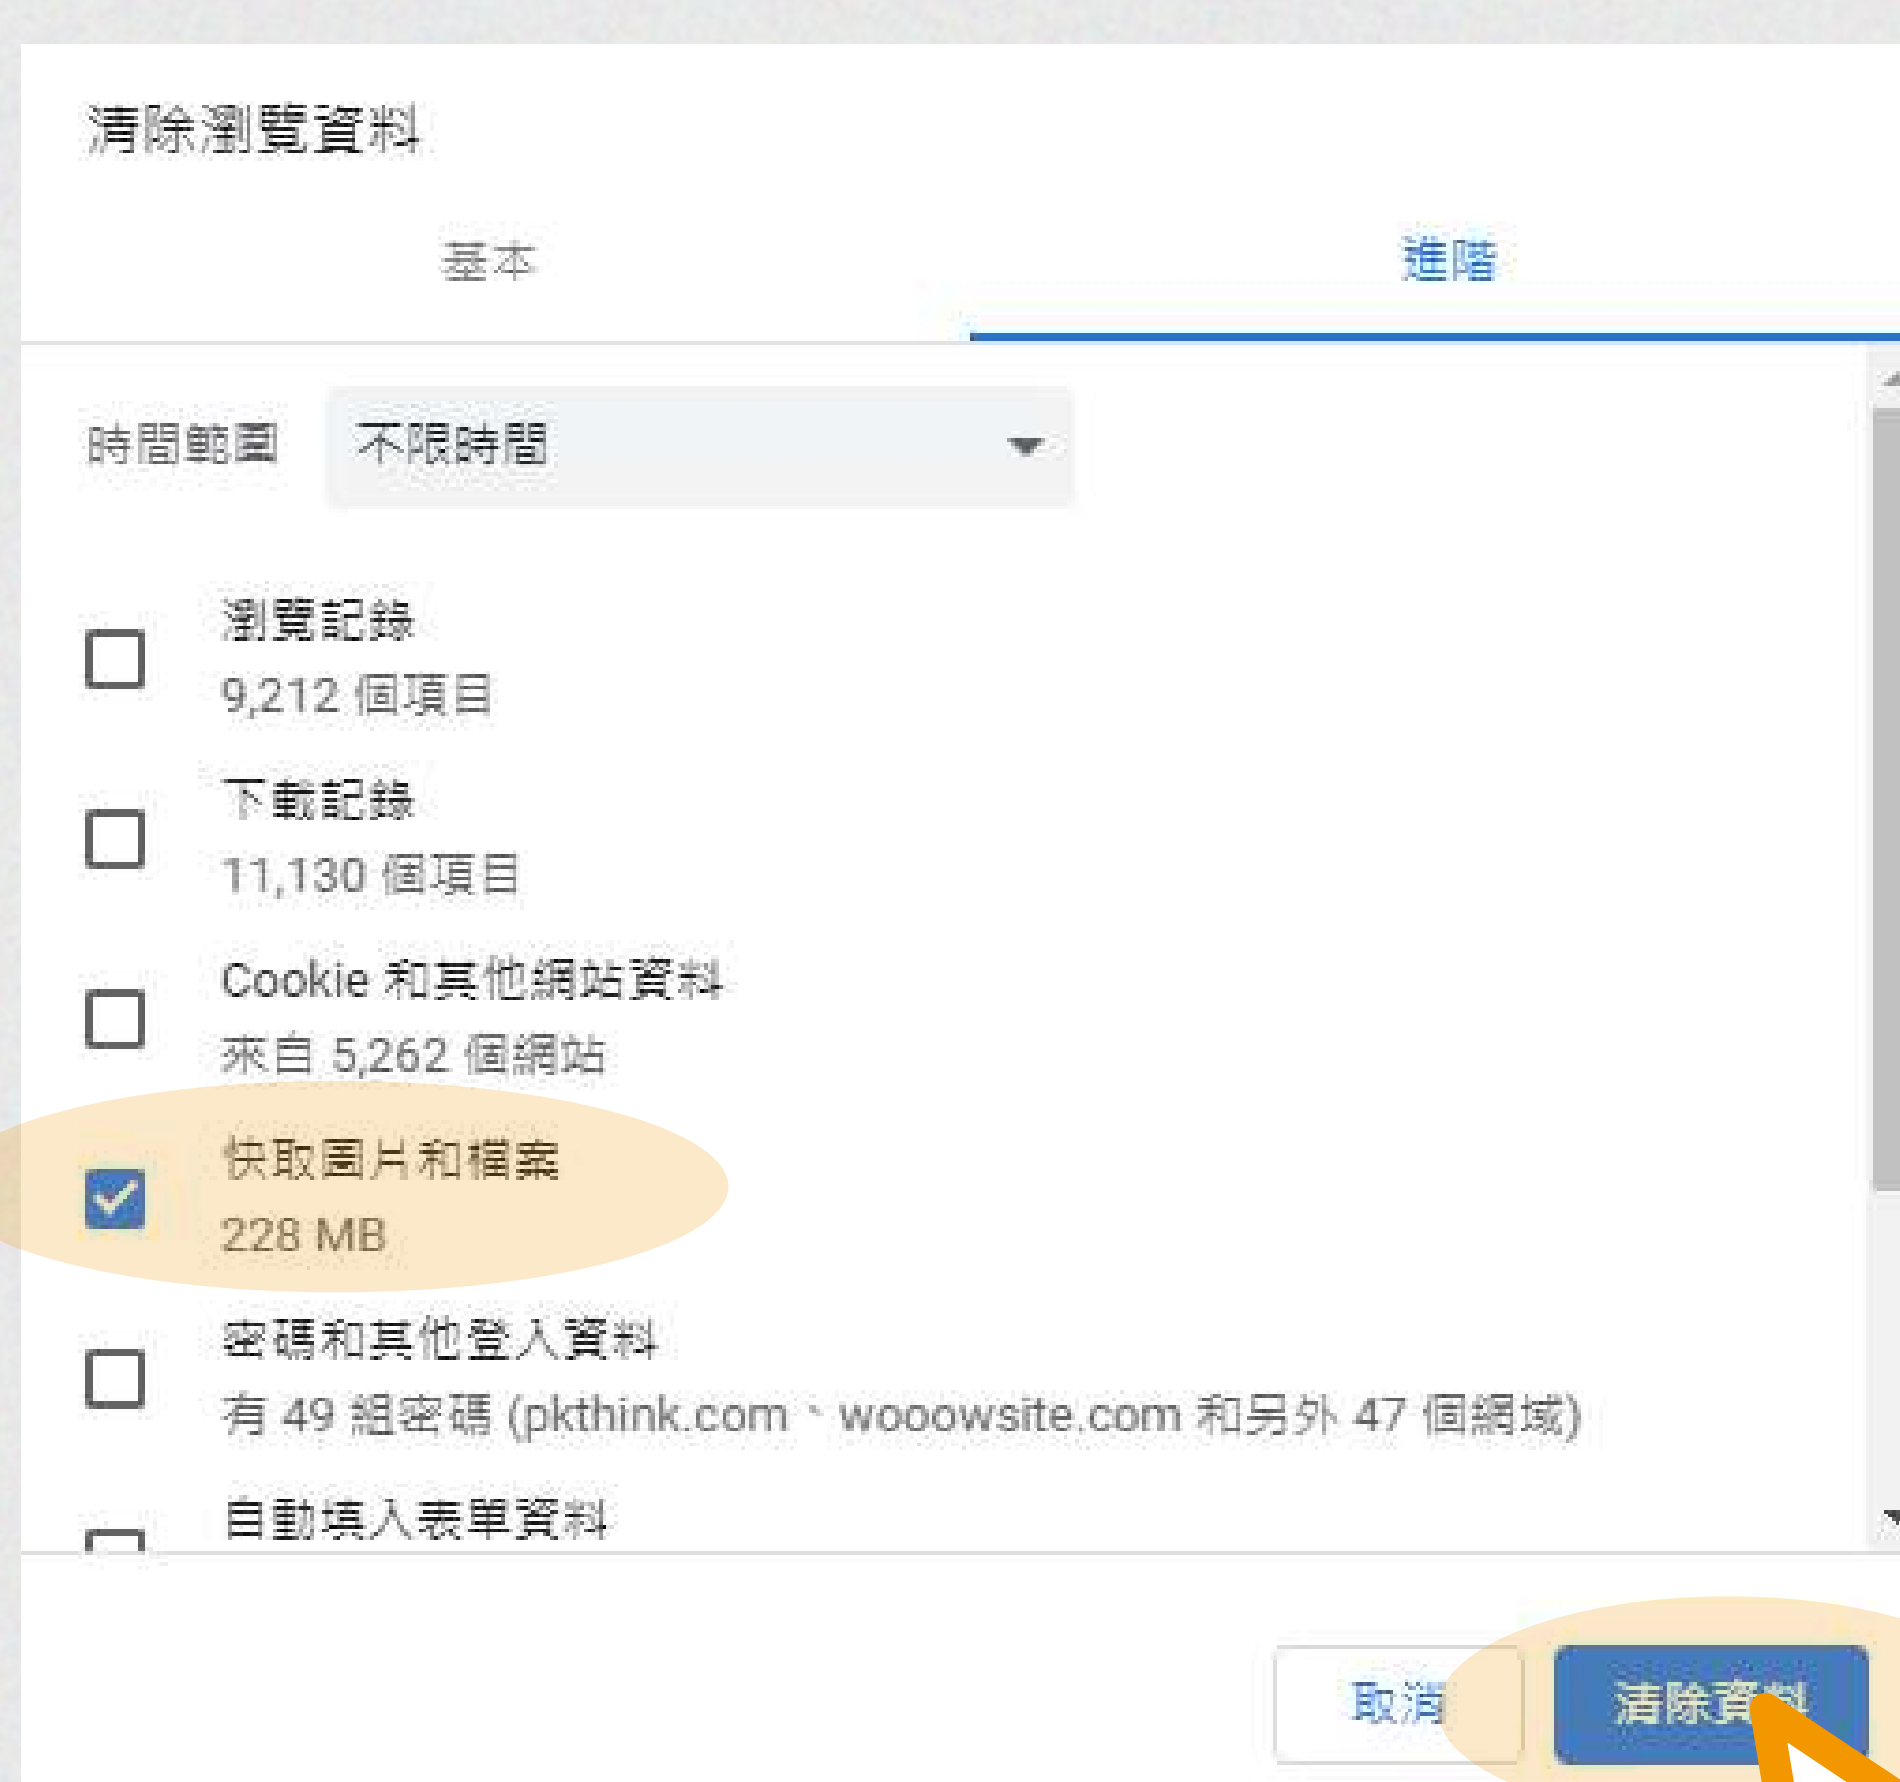 清除瀏覽資料
基本
進階
時間範圍
不限時間
瀏覽記錄
9,212 個項目
下載記錄
11,130 個項目
Cookie 和其他網站資料
來自 5,262 個網站
快取圖片和檔案
228 MB
密碼和其他登入資料
有 49 組密碼 (pkthink.com、wooowsite.com 和另外 47 個網域)
自動填入表單資料
取消
清除資料